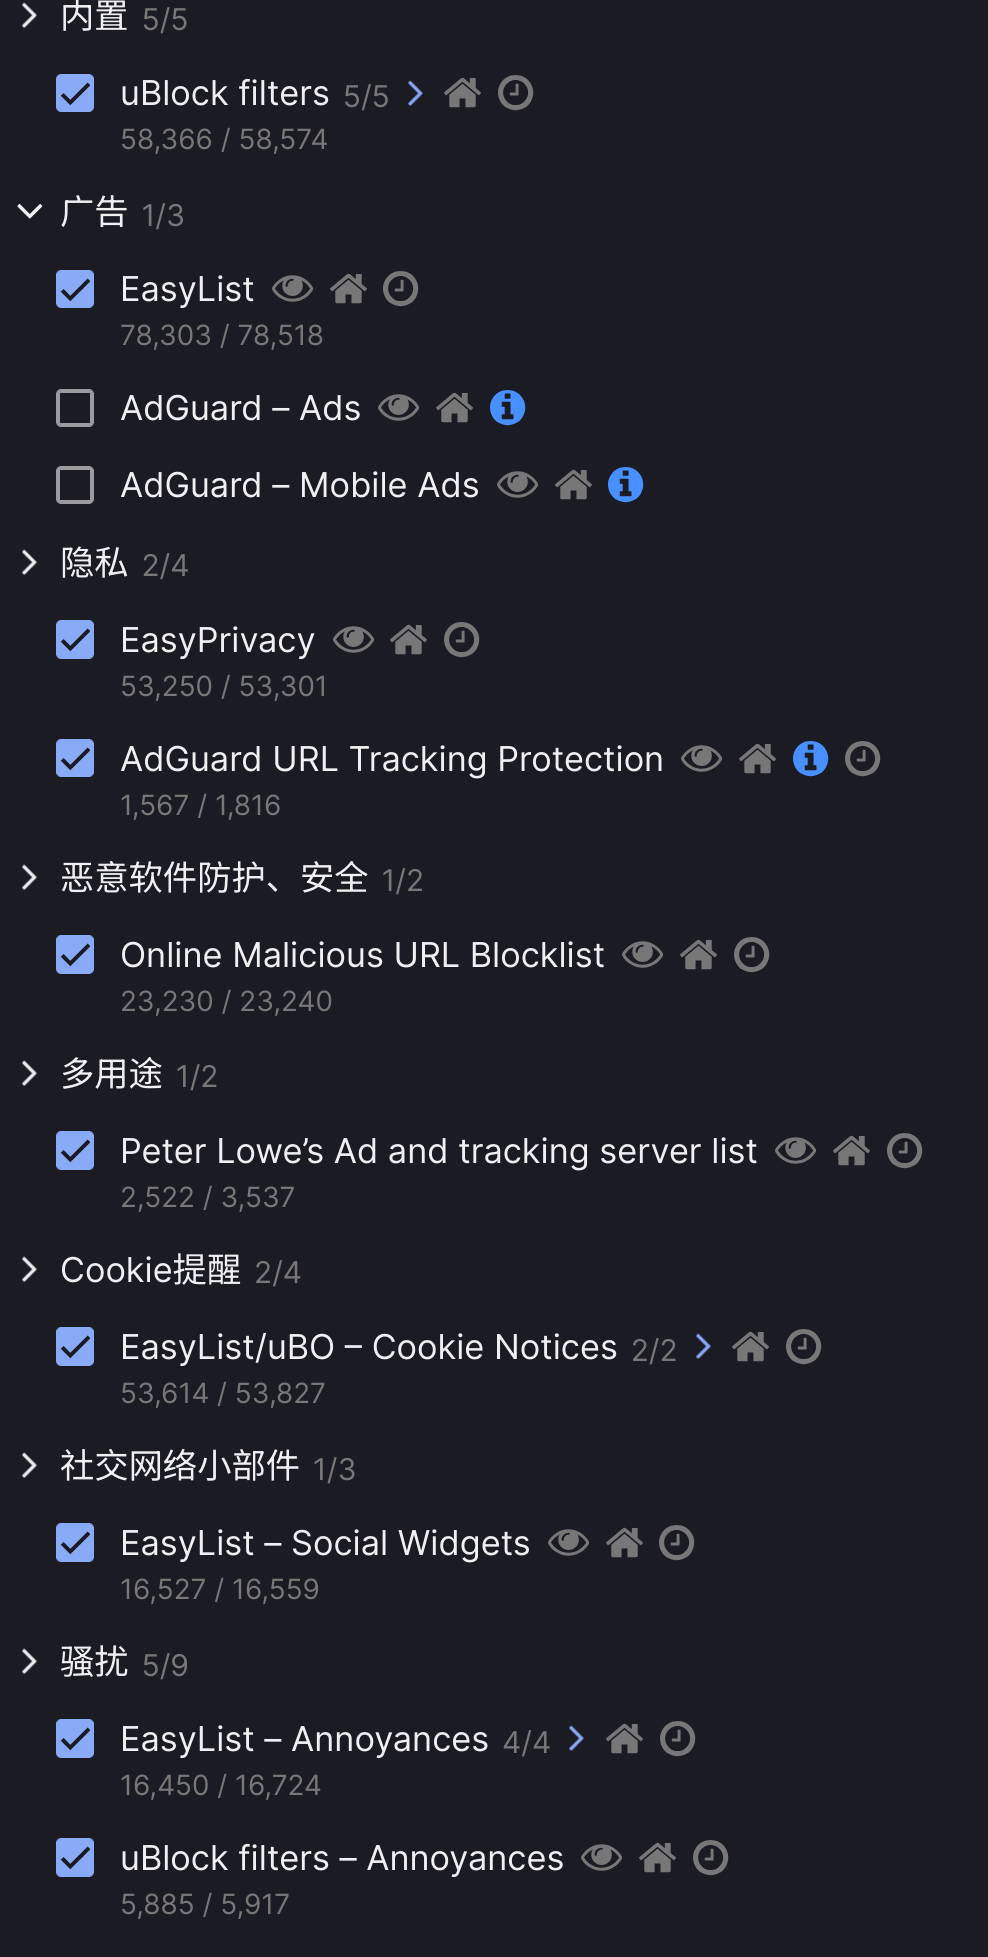 内置 5/5
uBlock filters 5/5
58,366 / 58,574
广告 1/3
EasyList
78,303 / 78,518
AdGuard – Ads
AdGuard – Mobile Ads
隐私 2/4
EasyPrivacy
53,250 / 53,301
AdGuard URL Tracking Protection
1,567 / 1,816
恶意软件防护、安全 1/2
Online Malicious URL Blocklist
23,230 / 23,240
多用途 1/2
Peter Lowe’s Ad and tracking server list
2,522 / 3,537
Cookie提醒 2/4
EasyList/uBO – Cookie Notices 2/2
53,614 / 53,827
社交网络小部件 1/3
EasyList – Social Widgets
16,527 / 16,559
骚扰 5/9
EasyList – Annoyances 4/4
16,450 / 16,724
uBlock filters – Annoyances
5,885 / 5,917